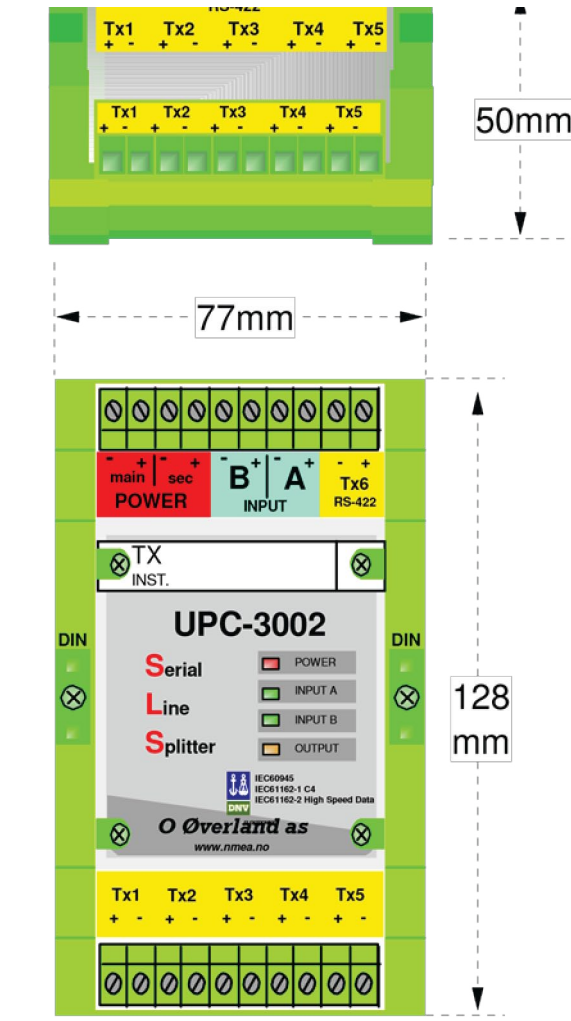 RS-422
Tx1 Tx2 Tx3 Tx4 Tx5
+ - + - + - + - + -
Tx1 Tx2 Tx3 Tx4 Tx5
+ - + - + - + - + -
50mm
77mm
- + - + - + - + - +
main sec B A Tx6
POWER INPUT RS-422
TX
INST.
UPC-3002
DIN DIN
Serial
Line
Splitter
POWER
INPUT A
INPUT B
OUTPUT
128
mm
IEC60945
IEC61162-1 C4
IEC61162-2 High Speed Data
DNV
O Øverland as
www.nmea.no
Tx1 Tx2 Tx3 Tx4 Tx5
+ - + - + - + - + -